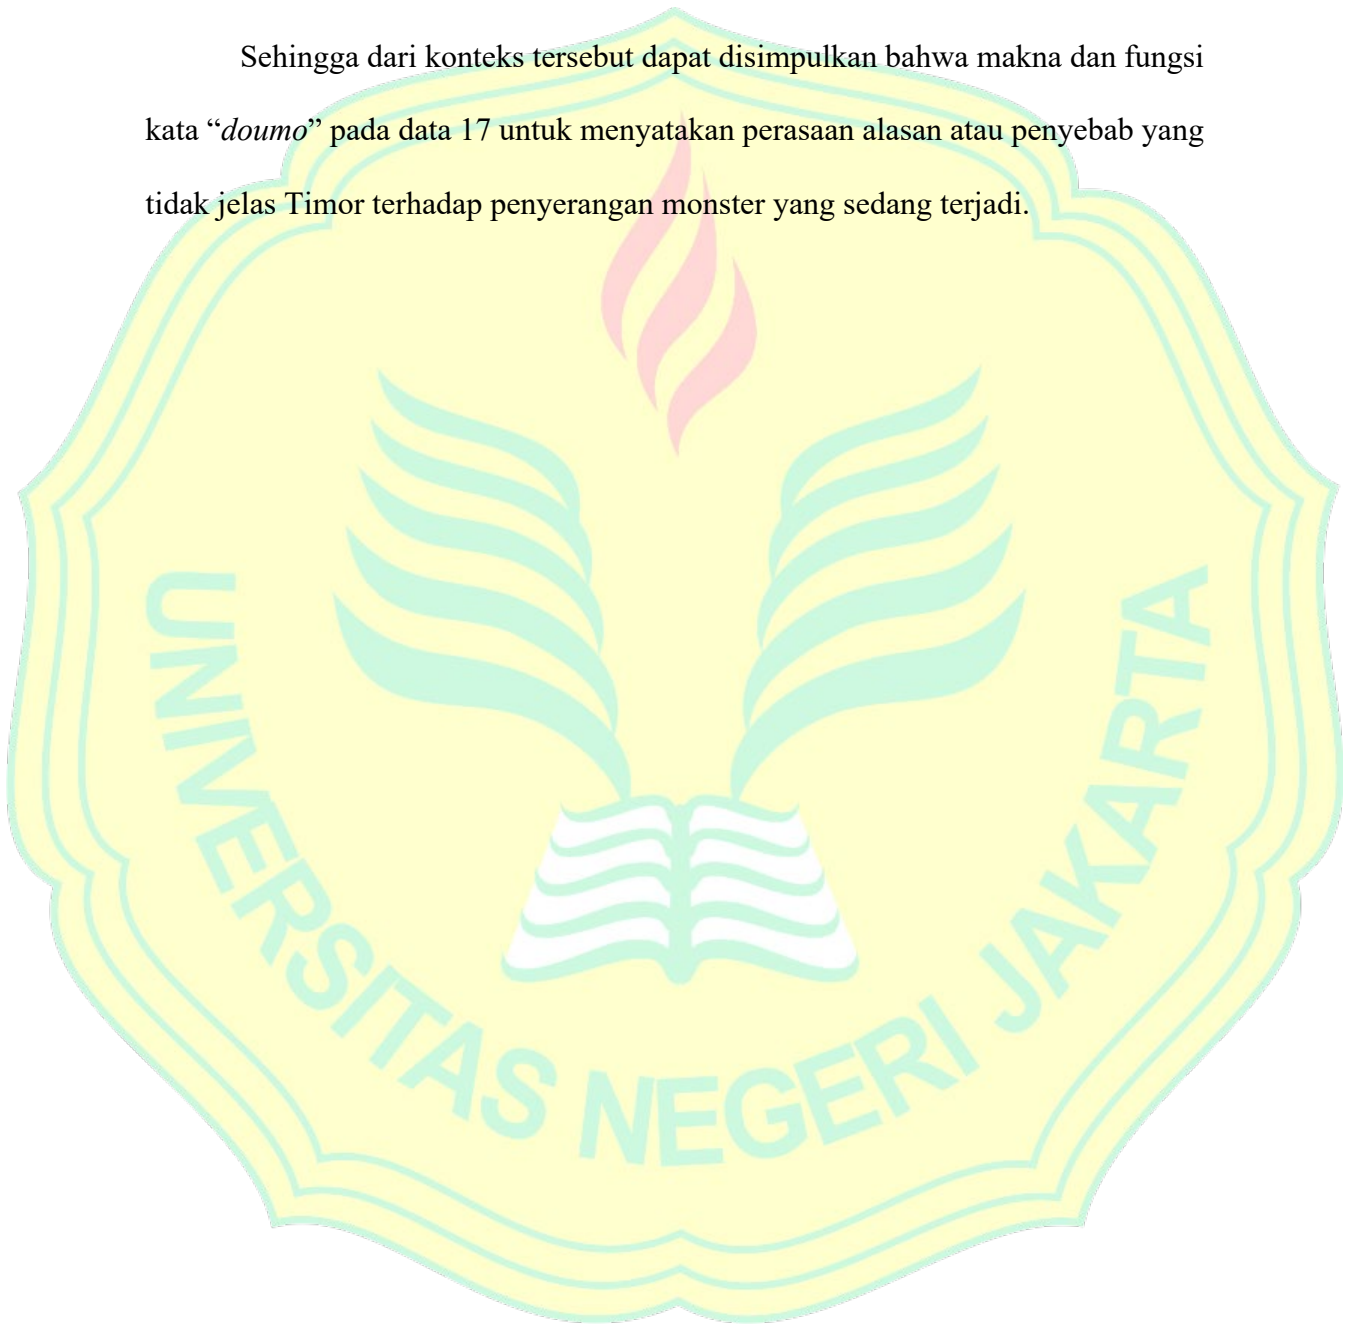 Sehingga dari konteks tersebut dapat disimpulkan bahwa makna dan fungsi
kata “doumo” pada data 17 untuk menyatakan perasaan alasan atau penyebab yang
tidak jelas Timor terhadap penyerangan monster yang sedang terjadi.
UNIVERSITAS NEGERI JAKARTA